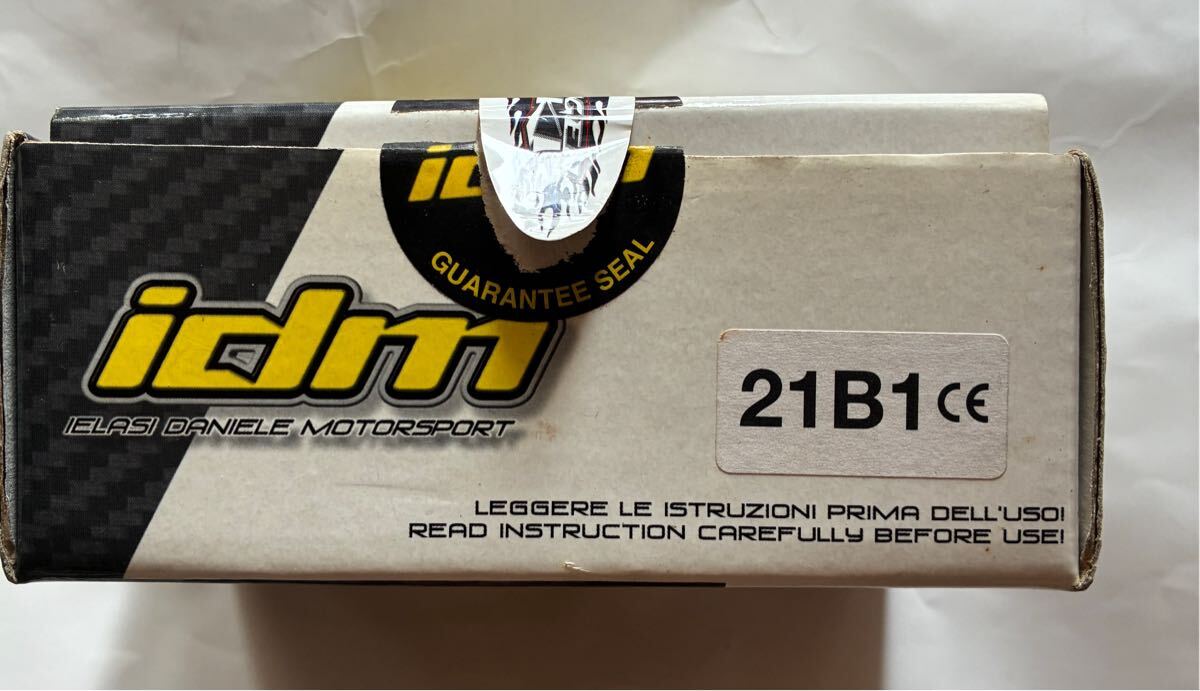 GUARANTEE SEAL
idm
IELASI DANIELE MOTORSPORT
21B1 CE
LEGGERE LE ISTRUZIONI PRIMA DELL'USO!
READ INSTRUCTION CAREFULLY BEFORE USE!